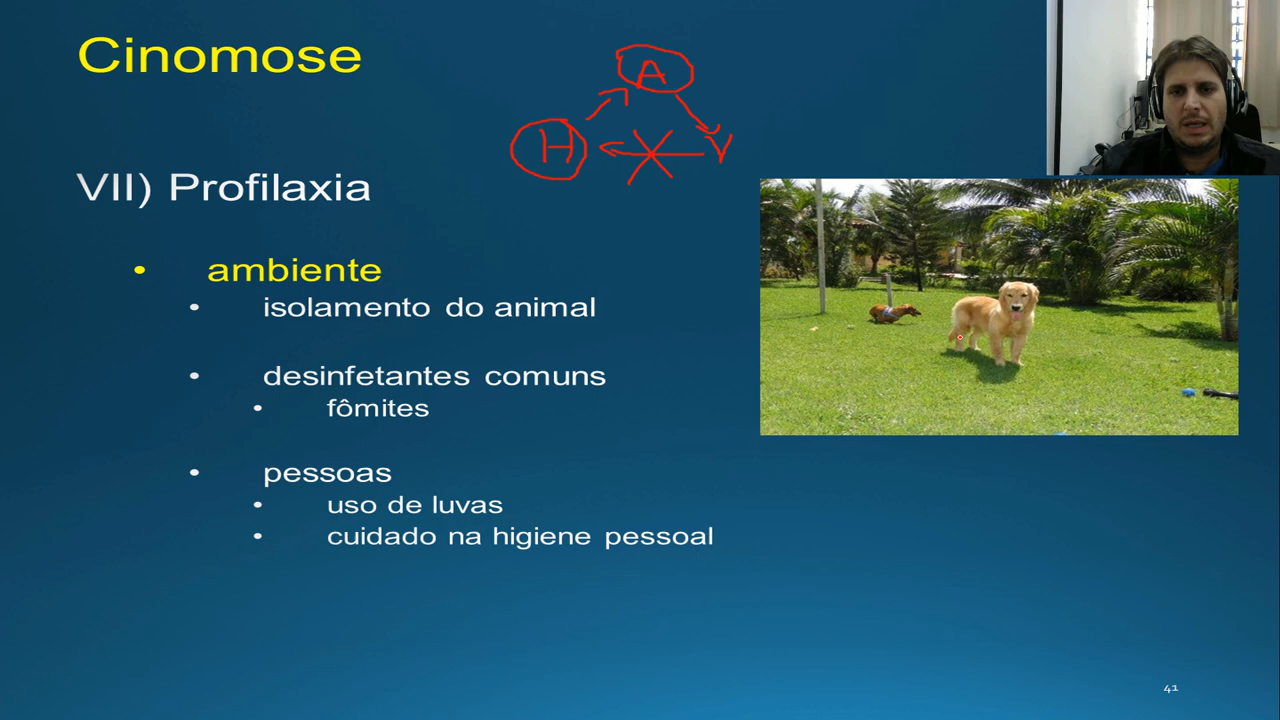 Cinomose
A
H
V
VII) Profilaxia
• ambiente
• isolamento do animal
• desinfetantes comuns
• fômites
• pessoas
• uso de luvas
• cuidado na higiene pessoal
41